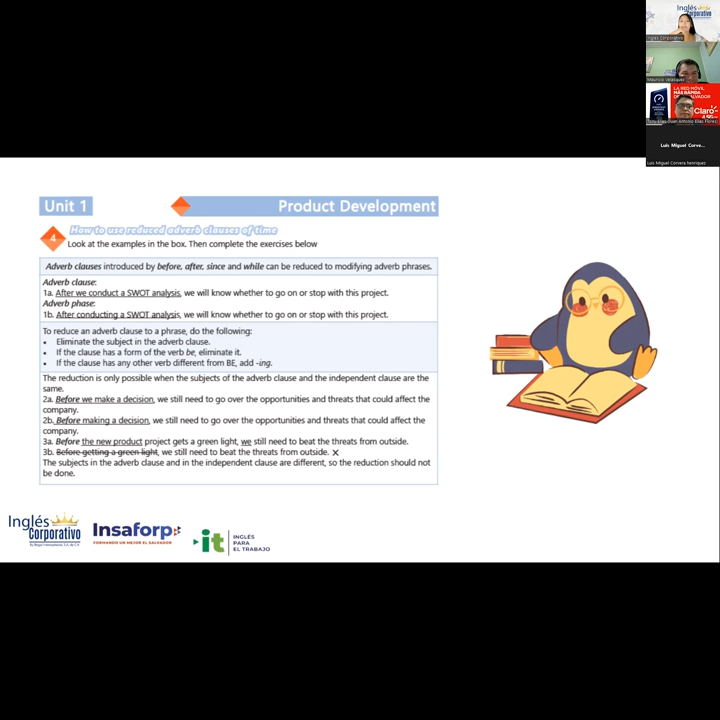 Inglés
Corporativo
Ingles Corporativo
Mauricio Velasquez
LA RED MÓVIL
MÁS RÁPIDA
Claro
Luis Miguel Corve...
Luis Miguel Corvera henriquez
Unit 1
Product Development
How to use reduced adverb clauses of time
4
Look at the examples in the box. Then complete the exercises below
Adverb clauses introduced by before, after, since and while can be reduced to modifying adverb phrases.
Adverb clause:
1a. After we conduct a SWOT analysis, we will know whether to go on or stop with this project.
Adverb phase:
1b. After conducting a SWOT analysis, we will know whether to go on or stop with this project.
To reduce an adverb clause to a phrase, do the following:
• Eliminate the subject in the adverb clause.
• If the clause has a form of the verb be, eliminate it.
• If the clause has any other verb different from BE, add -ing.
The reduction is only possible when the subjects of the adverb clause and the independent clause are the
same.
2a. Before we make a decision, we still need to go over the opportunities and threats that could affect the
company.
2b. Before making a decision, we still need to go over the opportunities and threats that could affect the
company.
3a. Before the new product project gets a green light, we still need to beat the threats from outside.
3b. Before getting a green light, we still need to beat the threats from outside. X
The subjects in the adverb clause and in the independent clause are different, so the reduction should not
be done.
Inglés
Corporativo
Insaforp
FORMANDO UN MEJOR EL SALVADOR
it
INGLÉS
PARA
EL TRABAJO